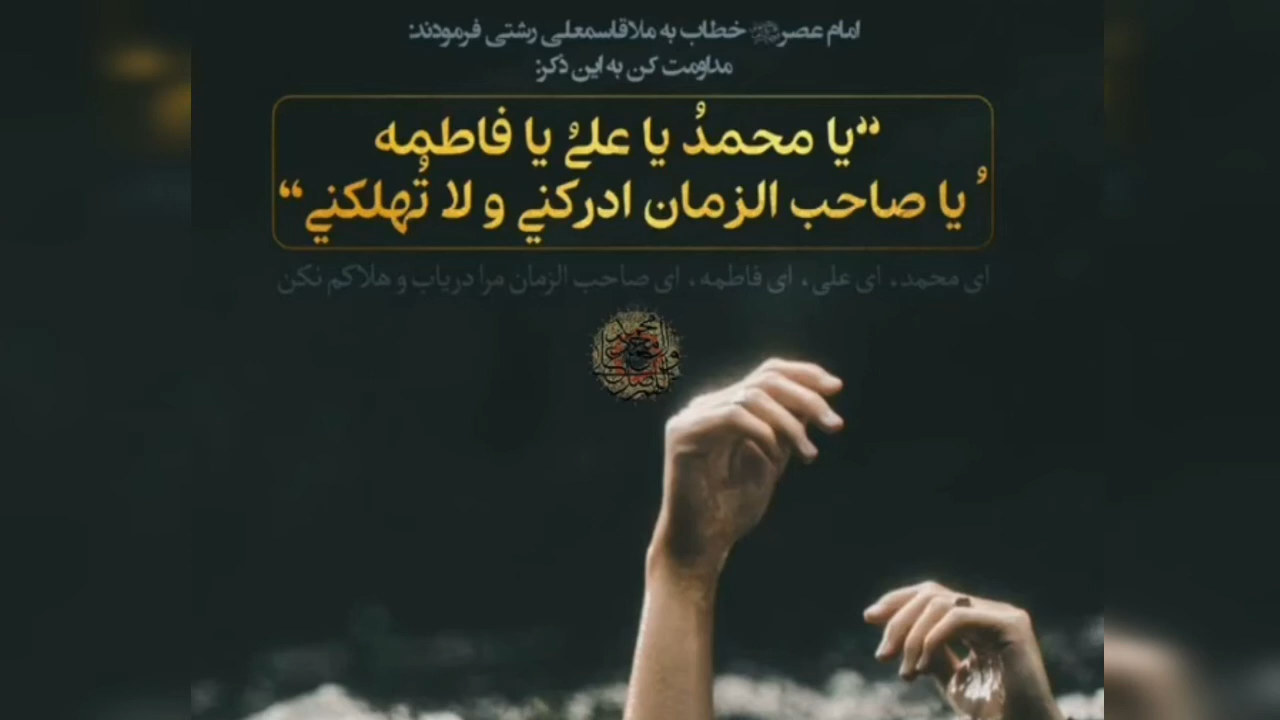 امام عصر خطاب به ملاقاسمعلی رشتی فرمودند:
مداومت کن به این ذکر:
“یا محمدُ یا علیُ یا فاطمه
ُ یا صاحب الزمان ادرکني و لا تُهلکني“
ای محمد، ای علی، ای فاطمه، ای صاحب الزمان مرا دریاب و هلاکم نکن